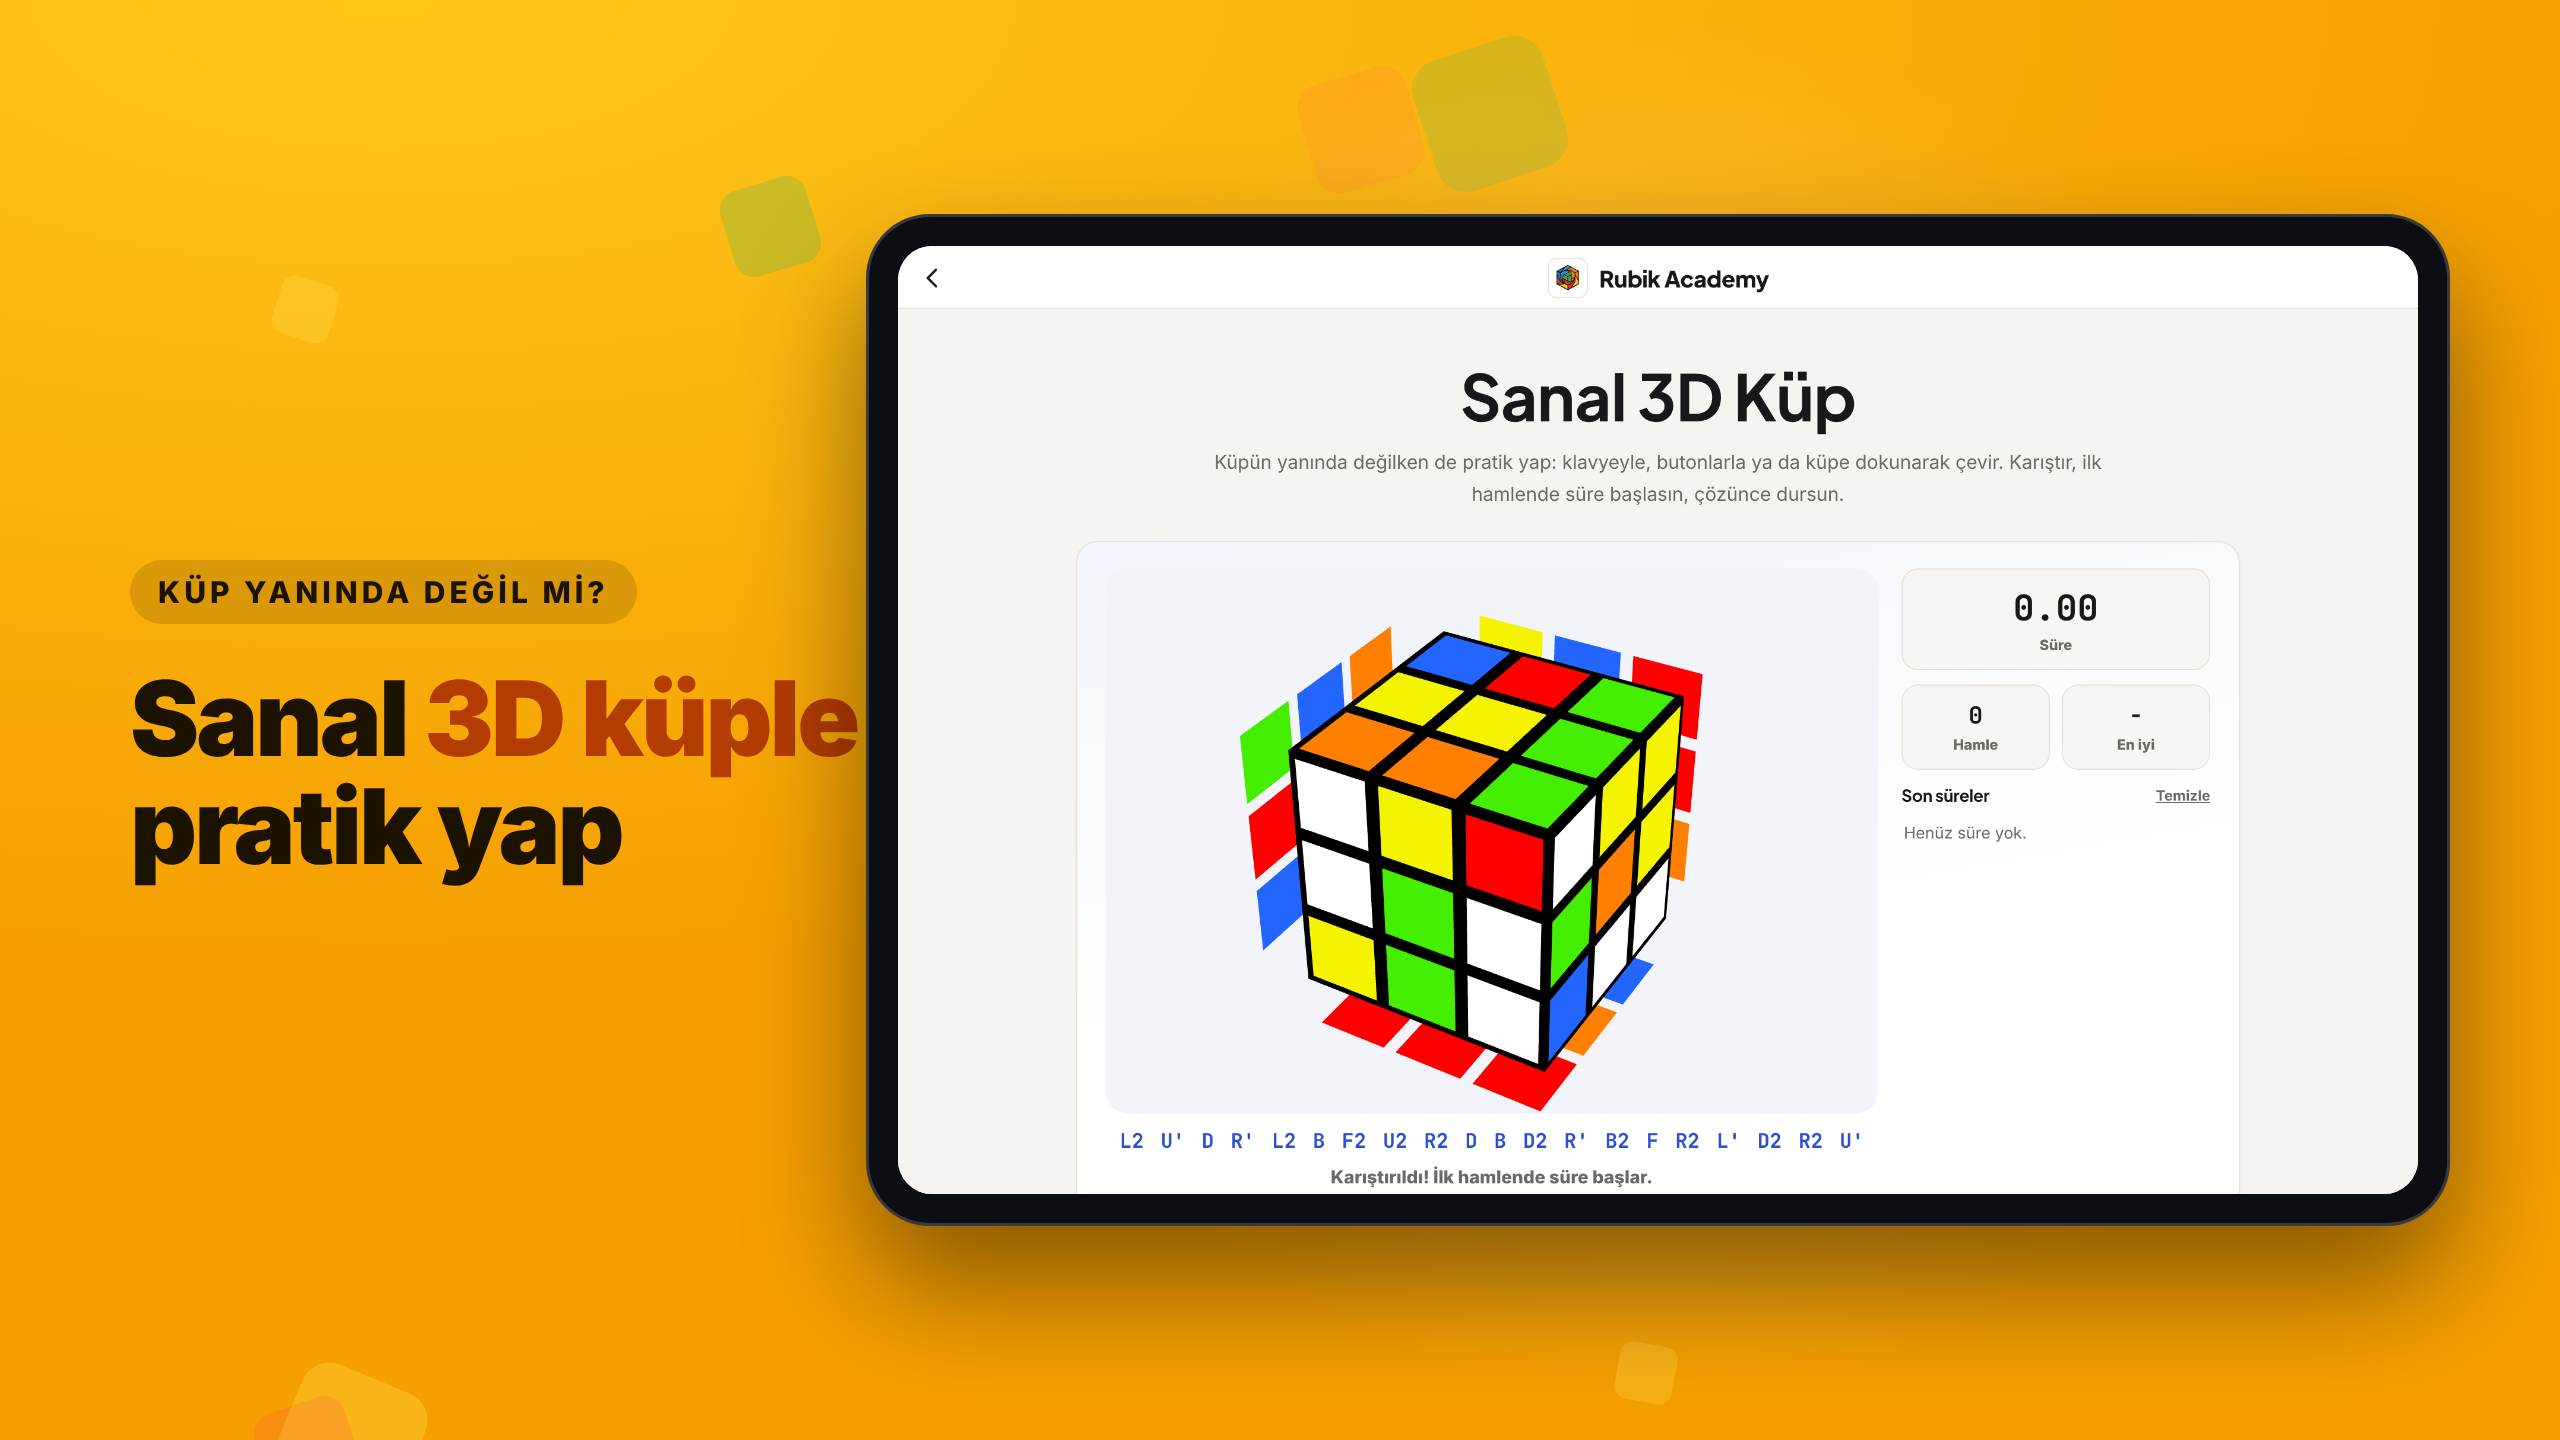 KÜP YANINDA DEĞİL Mİ?
Sanal 3D küple
pratik yap
Rubik Academy
Sanal 3D Küp
Küpün yanında değilken de pratik yap: klavyeyle, butonlarla ya da küpe dokunarak çevir. Karıştır, ilk
hamlende süre başlasın, çözünce dursun.
0.00
Süre
0
Hamle
-
En iyi
Son süreler
Temizle
Henüz süre yok.
L2 U' D R' L2 B F2 U2 R2 D B D2 R' B2 F R2 L' D2 R2 U'
Karıştırıldı! İlk hamlende süre başlar.